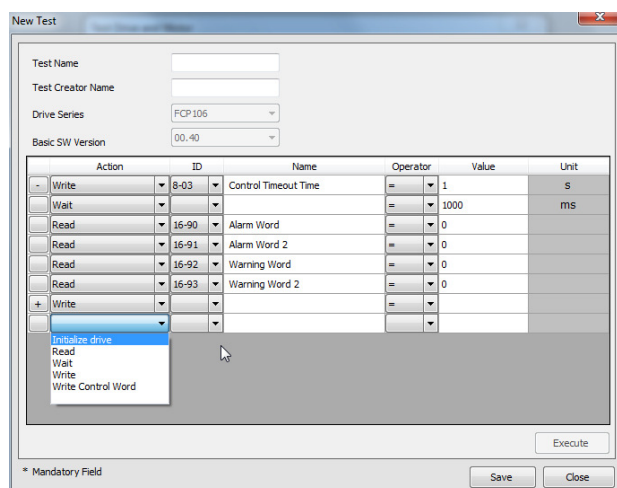 New Test
Test Name
Test Creator Name
Drive Series FCP106
Basic SW Version 00.40
Action ID Name Operator Value Unit
- Write 8-03 Control Timeout Time = 1 s
Wait = 1000 ms
Read 16-90 Alarm Word = 0
Read 16-91 Alarm Word 2 = 0
Read 16-92 Warning Word = 0
Read 16-93 Warning Word 2 = 0
+ Write =
Initialize drive
Read
Wait
Write
Write Control Word
Execute
* Mandatory Field
Save Close